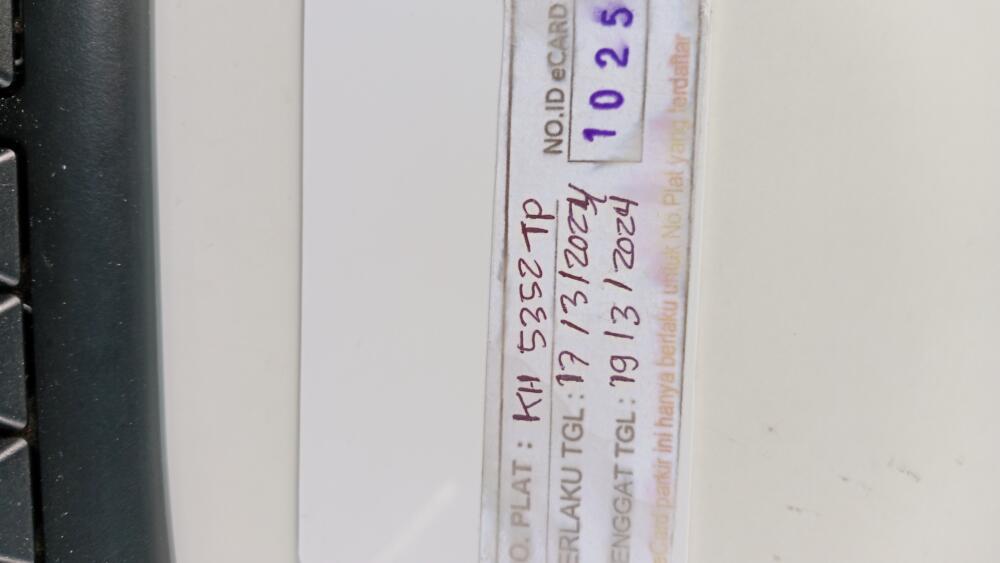 NO.ID eCARD
1025
O. PLAT : KH 5352 TP
ERLAKU TGL : 17/3/2024
ENGGAT TGL : 19/3/2024
eCard parkir ini hanya berlaku untuk No.Plat yang terdaftar